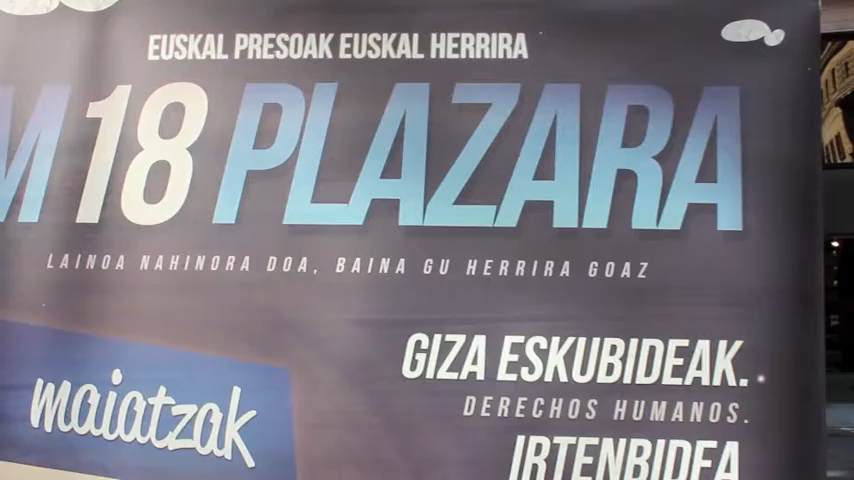 EUSKAL PRESOAK EUSKAL HERRIRA
18 PLAZARA
LAINOA NAHINORA DOA, BAINA GU HERRIRA GOAZ
maiatzak
GIZA ESKUBIDEAK.
DERECHOS HUMANOS.
IRTENBIDEA